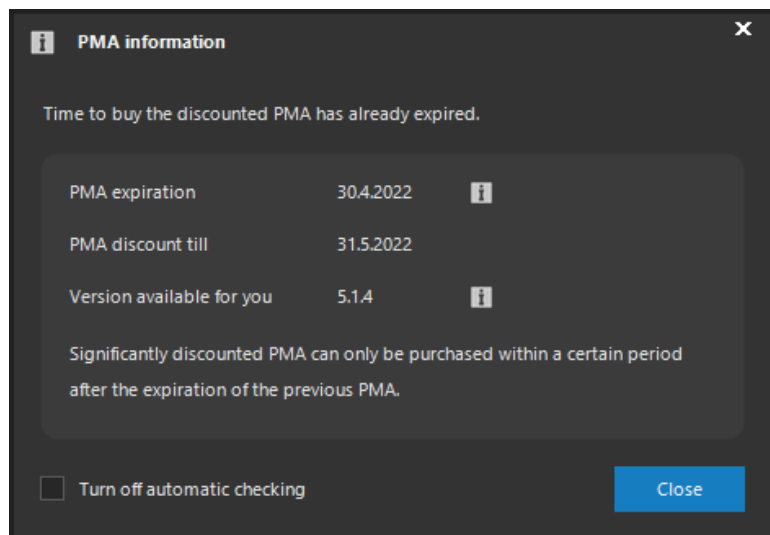 PMA information
Time to buy the discounted PMA has already expired.
PMA expiration 30.4.2022
PMA discount till 31.5.2022
Version available for you 5.1.4
Significantly discounted PMA can only be purchased within a certain period
after the expiration of the previous PMA.
Turn off automatic checking
Close